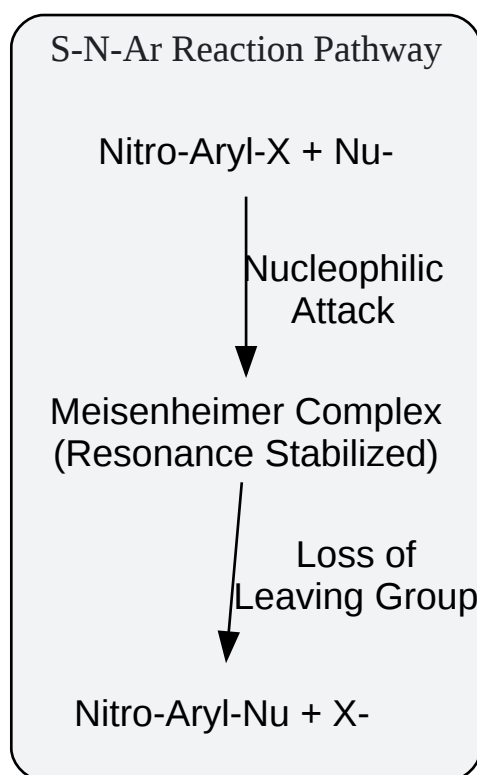 S-N-Ar Reaction Pathway
Nitro-Aryl-X + Nu-
Nucleophilic
Attack
Meisenheimer Complex
(Resonance Stabilized)
Loss of
Leaving Group
Nitro-Aryl-Nu + X-